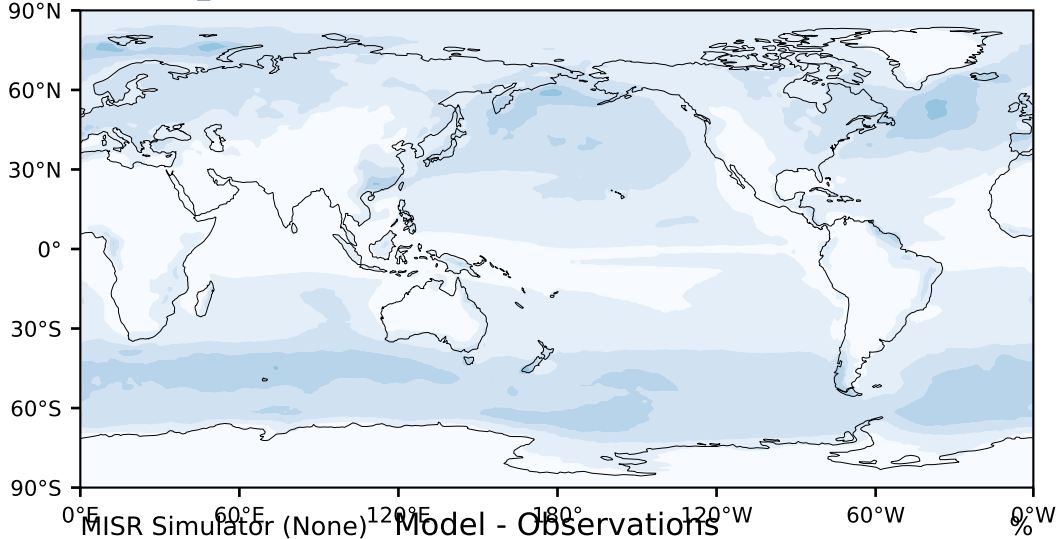 90°N
60°N
30°N
0°
30°S
60°S
90°S
0°E 60°E 120°E 180° 120°W 60°W 0°W
MISR Simulator (None) Model - Observations %